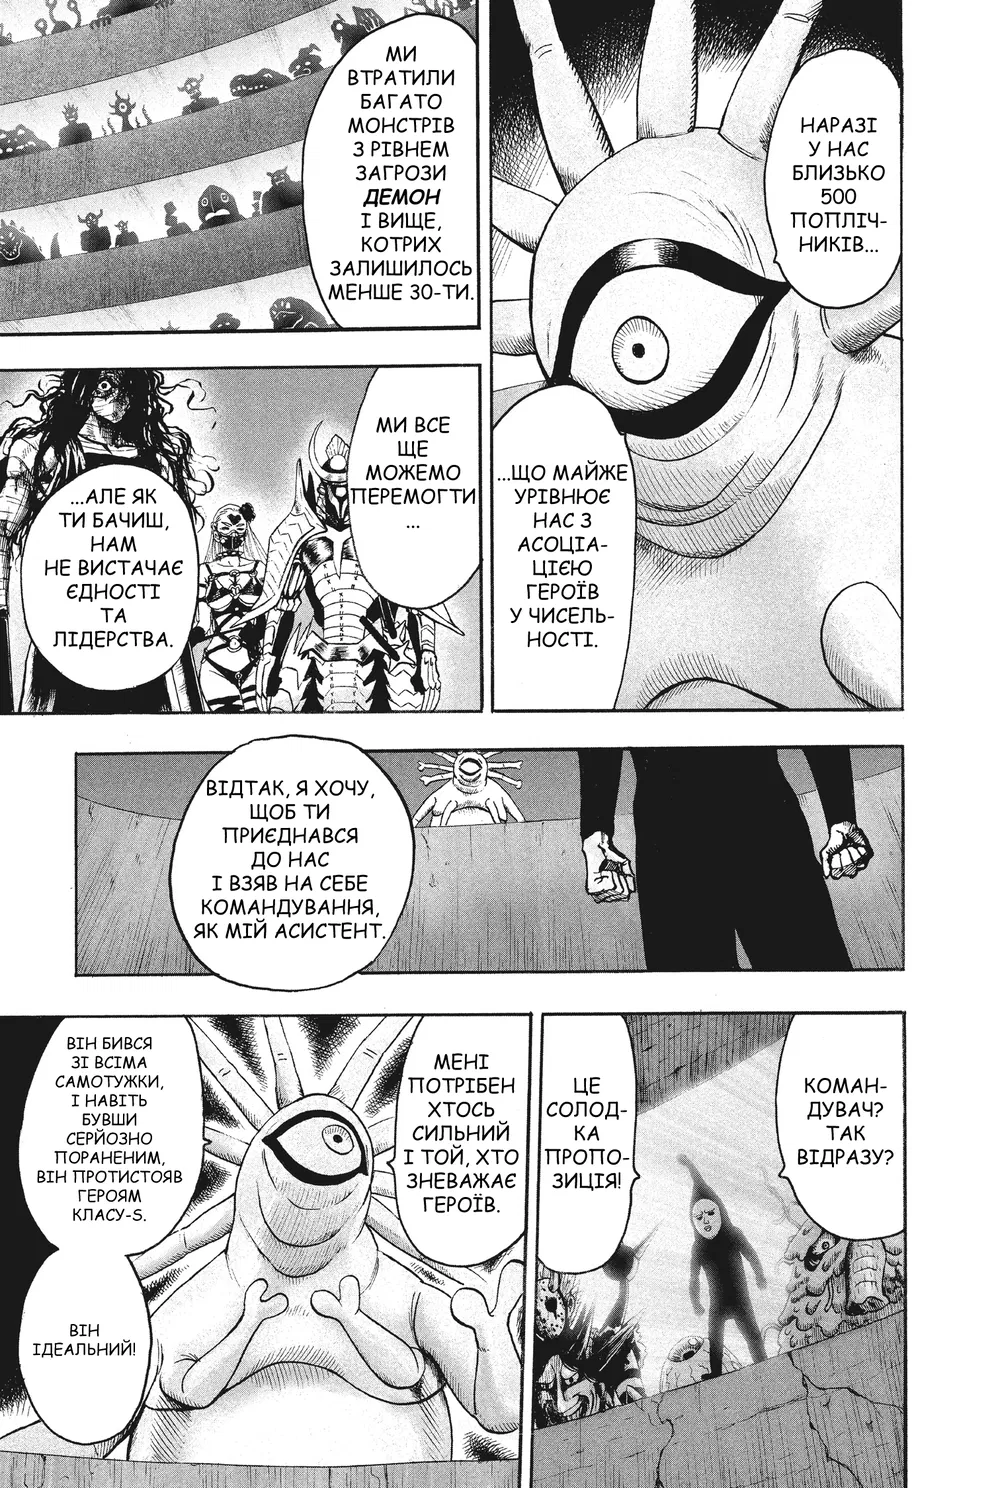 НАРАЗІ
У НАС
БЛИЗЬКО
500
ПОПЛІЧ-
НИКІВ...
...ЩО МАЙЖЕ
УРІВНЮЄ
НАС З
АСОЦІА-
ЦІЄЮ
ГЕРОЇВ
У ЧИСЕЛЬ-
НОСТІ.
МИ
ВТРАТИЛИ
БАГАТО
МОНСТРІВ
З РІВНЕМ
ЗАГРОЗИ
ДЕМОН
І ВИЩЕ,
КОТРИХ
ЗАЛИШИЛОСЬ
МЕНШЕ 30-ТИ.
МИ ВСЕ
ЩЕ
МОЖЕМО
ПЕРЕМОГТИ
...
...АЛЕ ЯК
ТИ БАЧИШ,
НАМ
НЕ ВИСТАЧАЄ
ЄДНОСТІ
ТА
ЛІДЕРСТВА.
ВІДТАК, Я ХОЧУ,
ЩОБ ТИ
ПРИЄДНАВСЯ
ДО НАС
І ВЗЯВ НА СЕБЕ
КОМАНДУВАННЯ,
ЯК МІЙ АСИСТЕНТ.
КОМАН-
ДУВАЧ?
ТАК
ВІДРАЗУ?
ЦЕ
СОЛОД-
КА
ПРОПО-
ЗИЦІЯ!
МЕНІ
ПОТРІБЕН
ХТОСЬ
СИЛЬНИЙ
І ТОЙ, ХТО
ЗНЕВАЖАЄ
ГЕРОЇВ.
ВІН БИВСЯ
ЗІ ВСІМА
САМОТУЖКИ,
І НАВІТЬ
БУВШИ
СЕРЙОЗНО
ПОРАНЕНИМ,
ВІН ПРОТИСТОЯВ
ГЕРОЯМ
КЛАСУ-S.
ВІН
ІДЕАЛЬНИЙ!